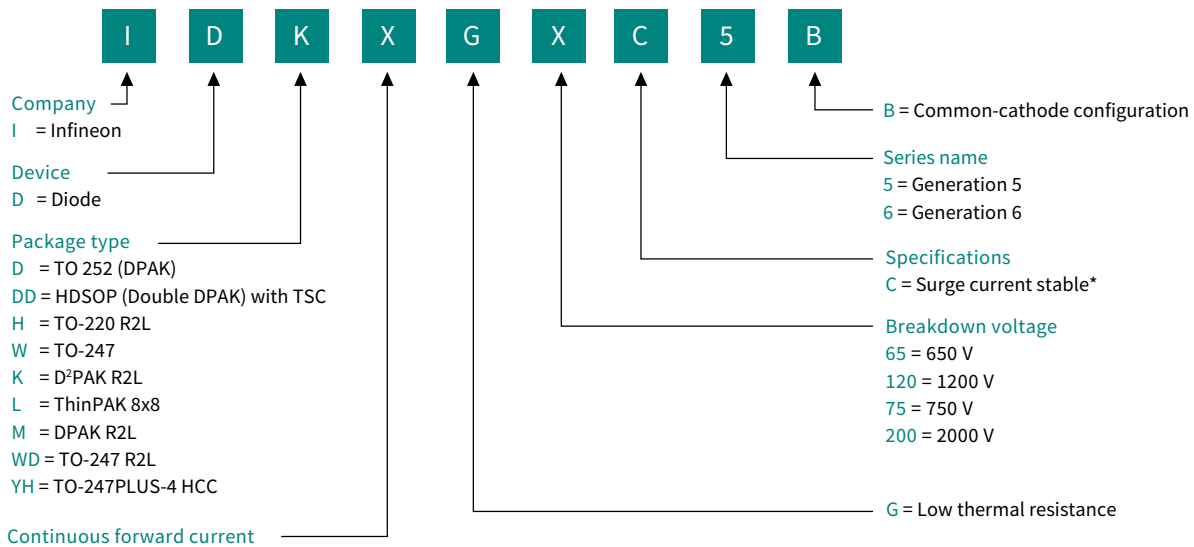 I D K X G X C 5 B
Company
I = Infineon
Device
D = Diode
Package type
D = TO 252 (DPAK)
DD = HDSOP (Double DPAK) with TSC
H = TO-220 R2L
W = TO-247
K = D²PAK R2L
L = ThinPAK 8x8
M = DPAK R2L
WD = TO-247 R2L
YH = TO-247PLUS-4 HCC
Continuous forward current
B = Common-cathode configuration
Series name
5 = Generation 5
6 = Generation 6
Specifications
C = Surge current stable*
Breakdown voltage
65 = 650 V
120 = 1200 V
75 = 750 V
200 = 2000 V
G = Low thermal resistance